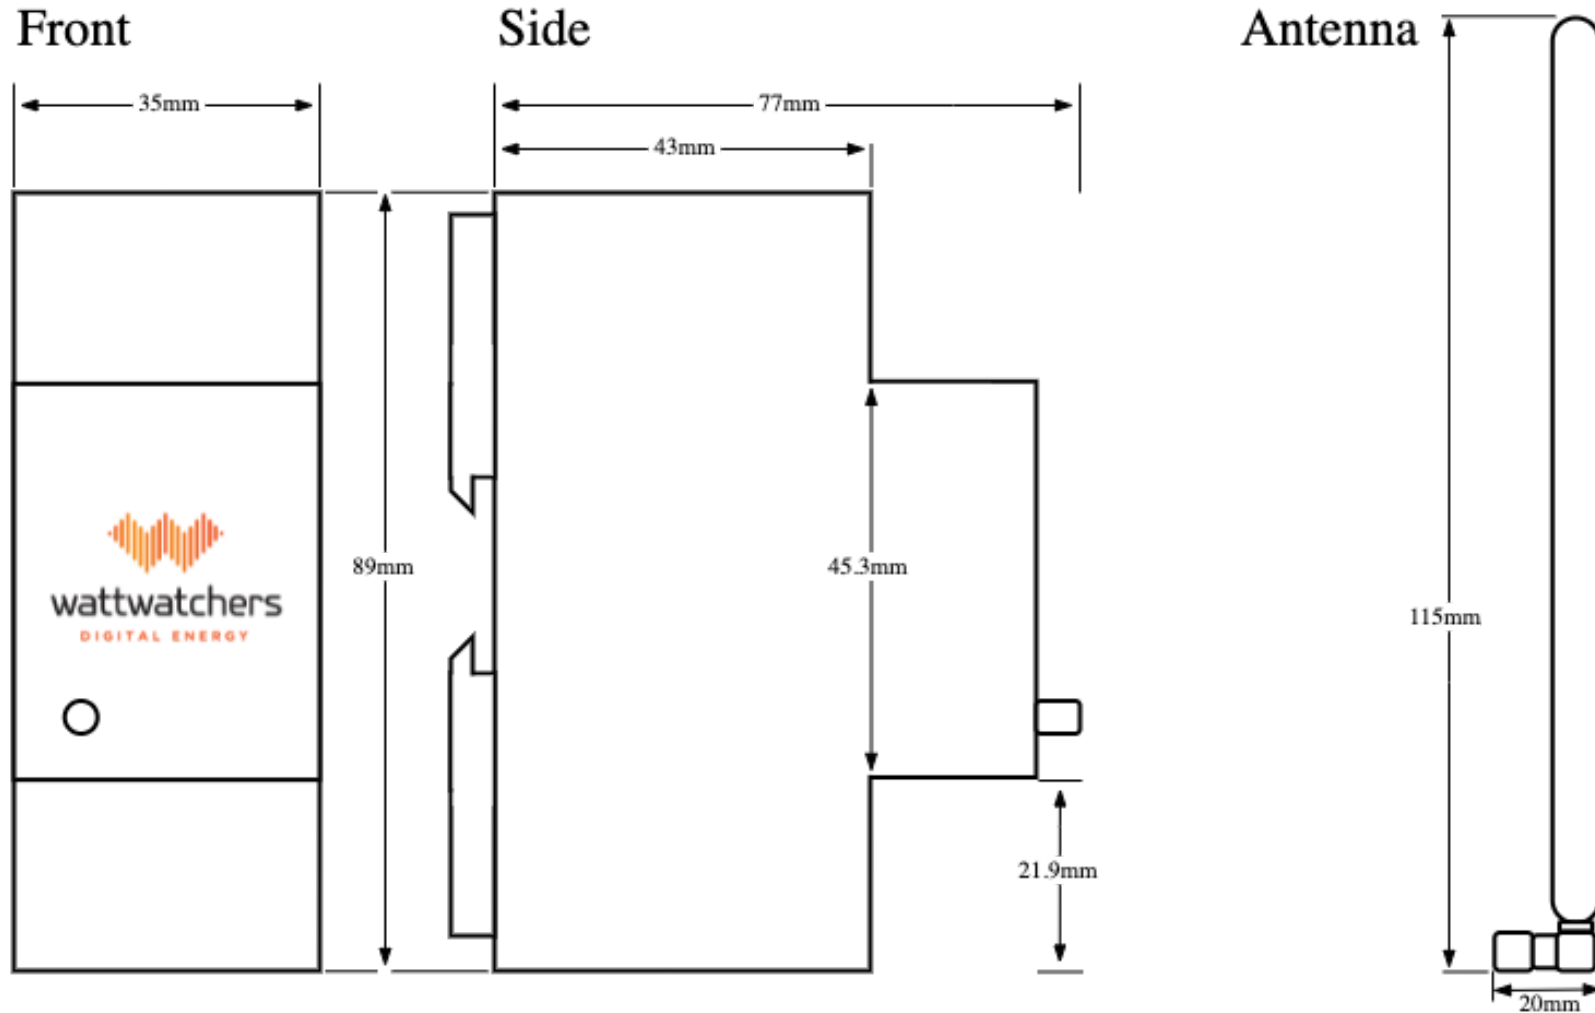 Front
Side
Antenna
35mm
77mm
43mm
89mm
45.3mm
wattwatchers
DIGITAL ENERGY
115mm
21.9mm
20mm